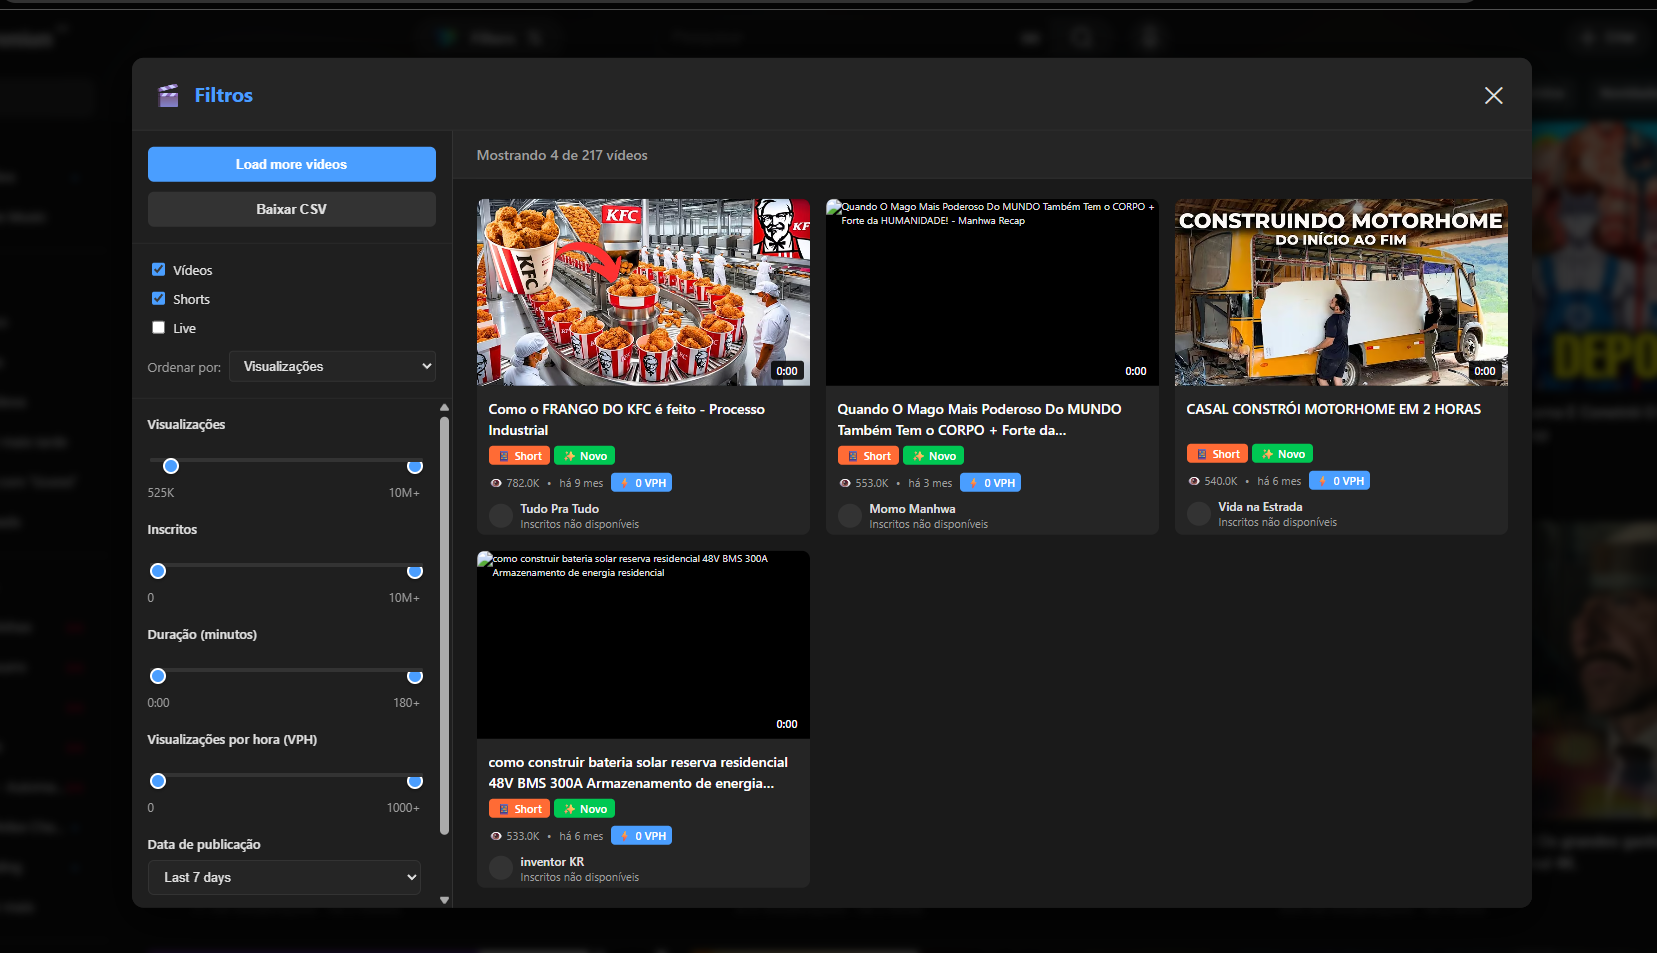 Filtros
Load more videos
Baixar CSV
Vídeos
Shorts
Live
Ordenar por:
Visualizações
Visualizações
525K
10M+
Inscritos
0
10M+
Duração (minutos)
0:00
180+
Visualizações por hora (VPH)
0
1000+
Data de publicação
Last 7 days
Mostrando 4 de 217 vídeos
KFC
KF
KFC
0:00
Como o FRANGO DO KFC é feito - Processo
Industrial
Short
Novo
782.0K • há 9 mes
0 VPH
Tudo Pra Tudo
Inscritos não disponíveis
Quando O Mago Mais Poderoso Do MUNDO Também Tem o CORPO +
Forte da HUMANIDADE! - Manhwa Recap
0:00
Quando O Mago Mais Poderoso Do MUNDO
Também Tem o CORPO + Forte da...
Short
Novo
553.0K • há 3 mes
0 VPH
Momo Manhwa
Inscritos não disponíveis
CONSTRUINDO MOTORHOME
DO INÍCIO AO FIM
0:00
CASAL CONSTRÓI MOTORHOME EM 2 HORAS
Short
Novo
540.0K • há 6 mes
0 VPH
Vida na Estrada
Inscritos não disponíveis
como construir bateria solar reserva residencial 48V BMS 300A
Armazenamento de energia residencial
0:00
como construir bateria solar reserva residencial
48V BMS 300A Armazenamento de energia...
Short
Novo
533.0K • há 6 mes
0 VPH
inventor KR
Inscritos não disponíveis